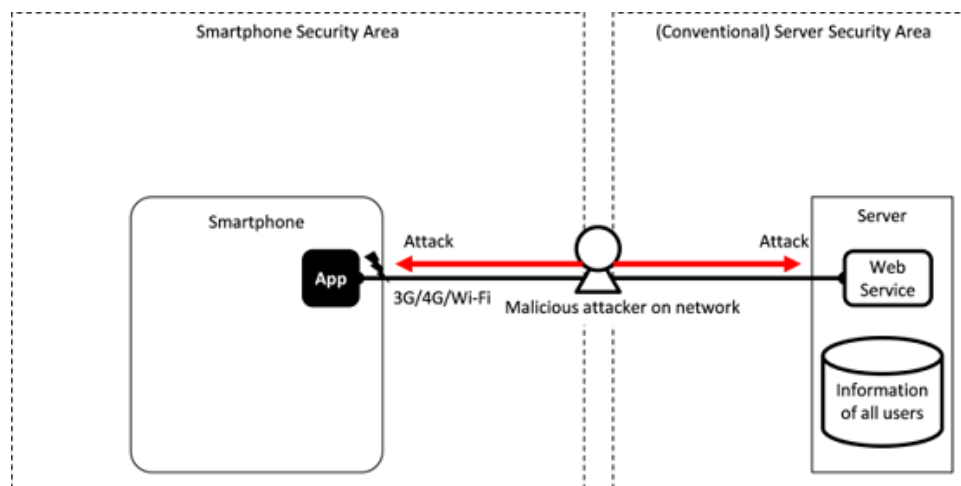 Smartphone Security Area
(Conventional) Server Security Area
Smartphone
Server
Attack
Attack
App
Web
Service
3G/4G/Wi-Fi
Malicious attacker on network
Information
of all users